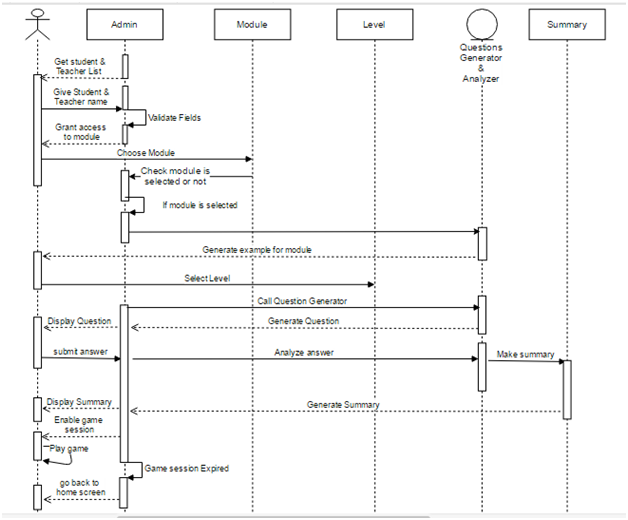 Admin
Module
Level
Summary
Questions
Generator
&
Analyzer
Get student &
Teacher List
Give Student &
Teacher name
Validate Fields
Grant access
to module
Choose Module
Check module is
selected or not
If module is selected
Generate example for module
Select Level
Call Question Generator
Display Question
Generate Question
submit answer
Analyze answer
Make summary
Display Summary
Generate Summary
Enable game
session
Play game
Game session Expired
go back to
home screen